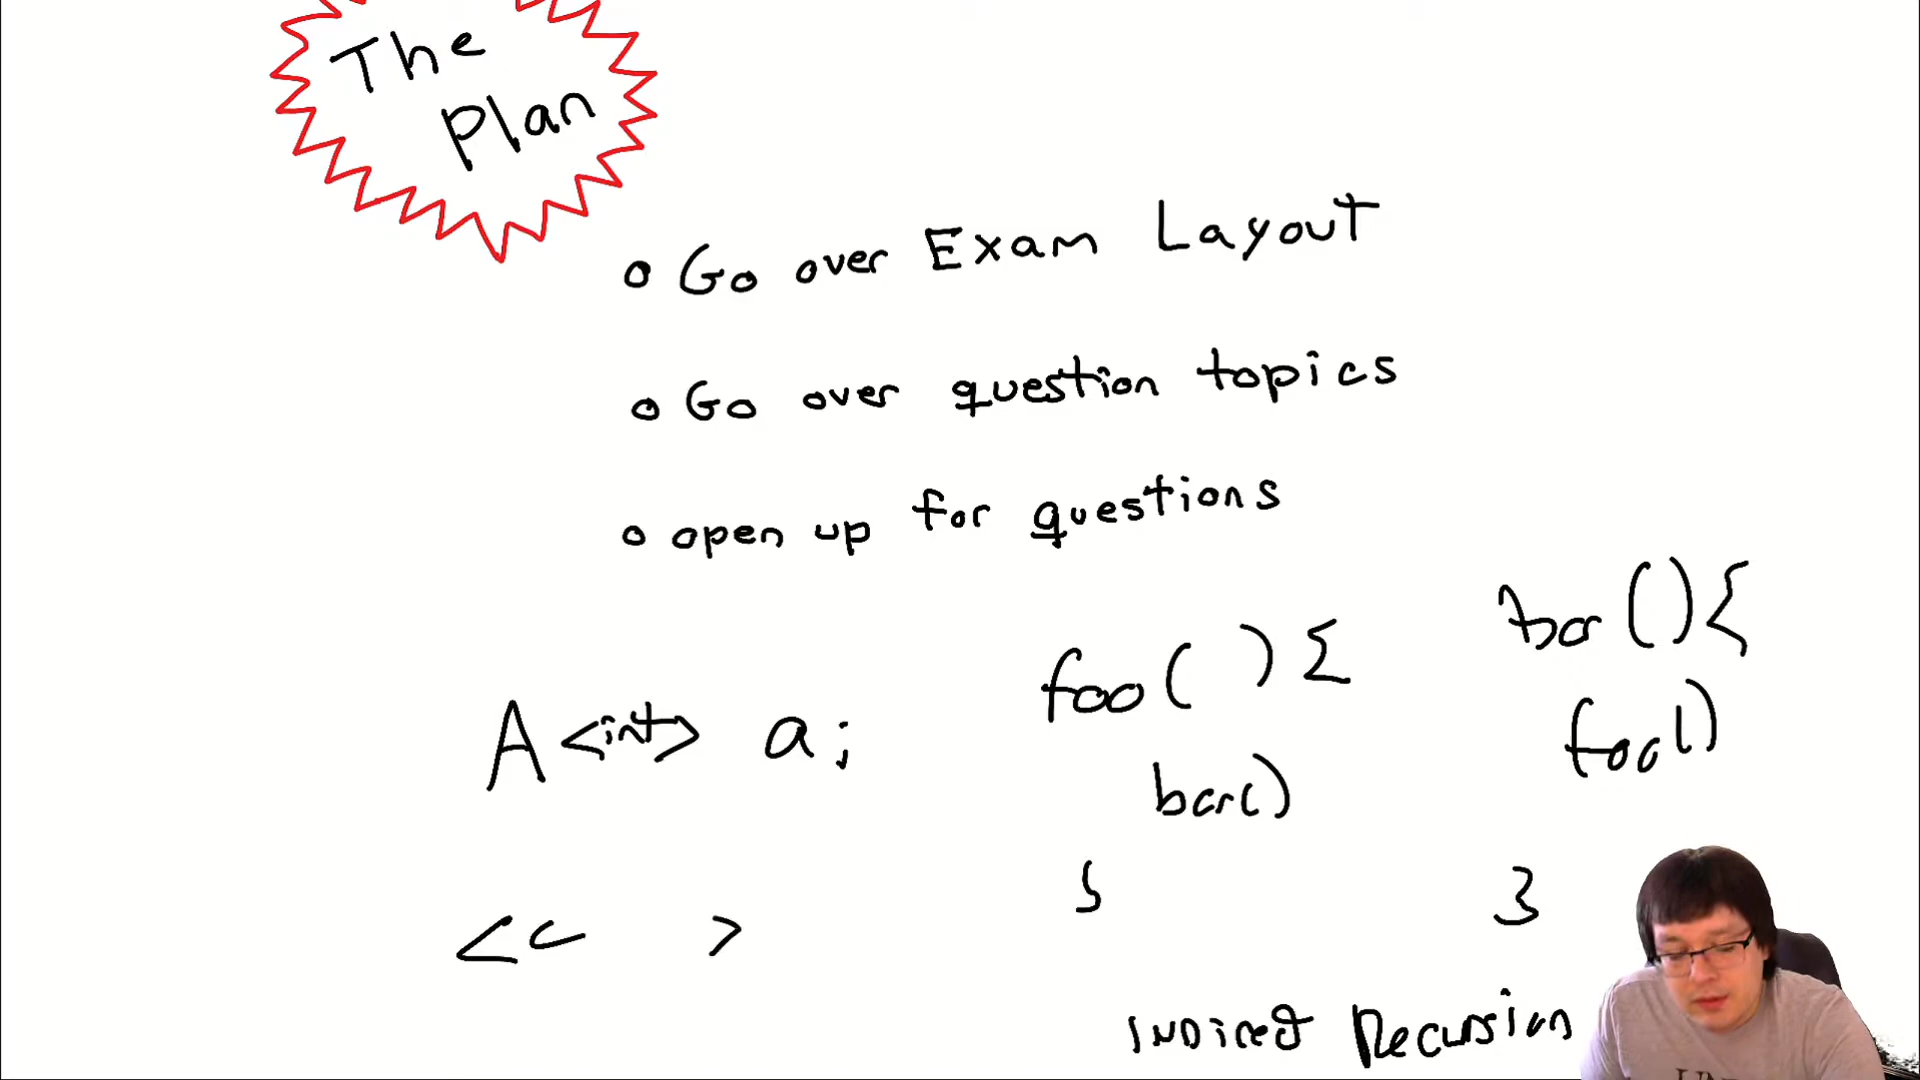 The
Plan
o Go over Exam Layout
o Go over question topics
o open up for questions
A<int> a;
foo( ) {
bar()
}
bar(){
foo()
}
<< >
Indirect Recursion